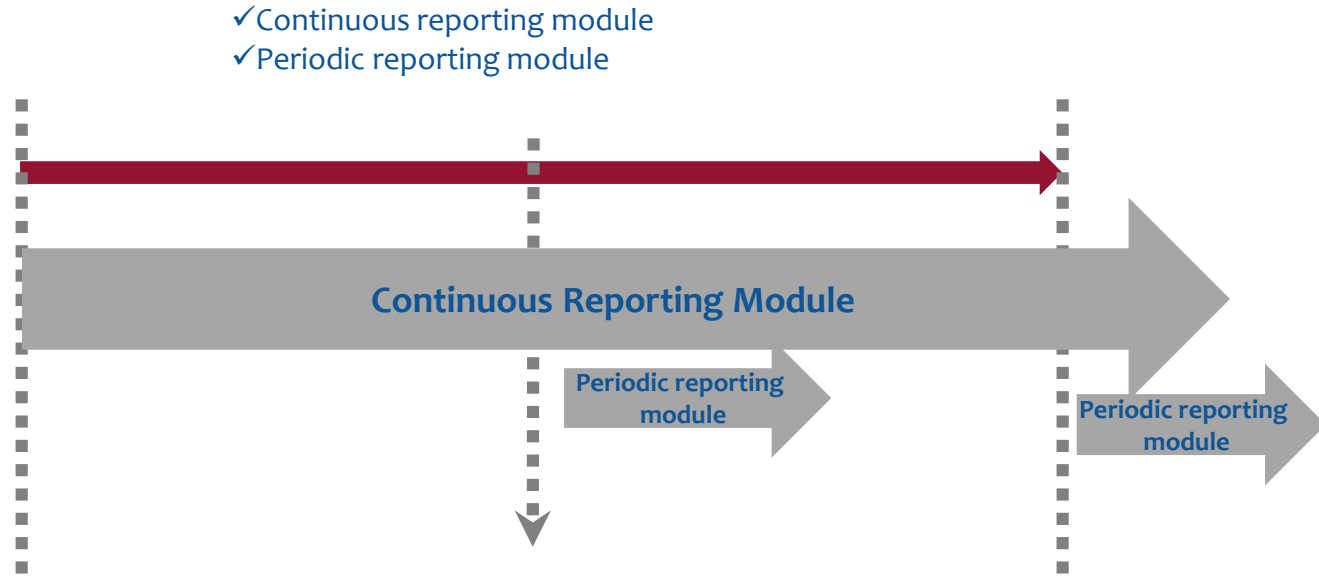 ✓Continuous reporting module
✓Periodic reporting module
Continuous Reporting Module
Periodic reporting
module
Periodic reporting
module